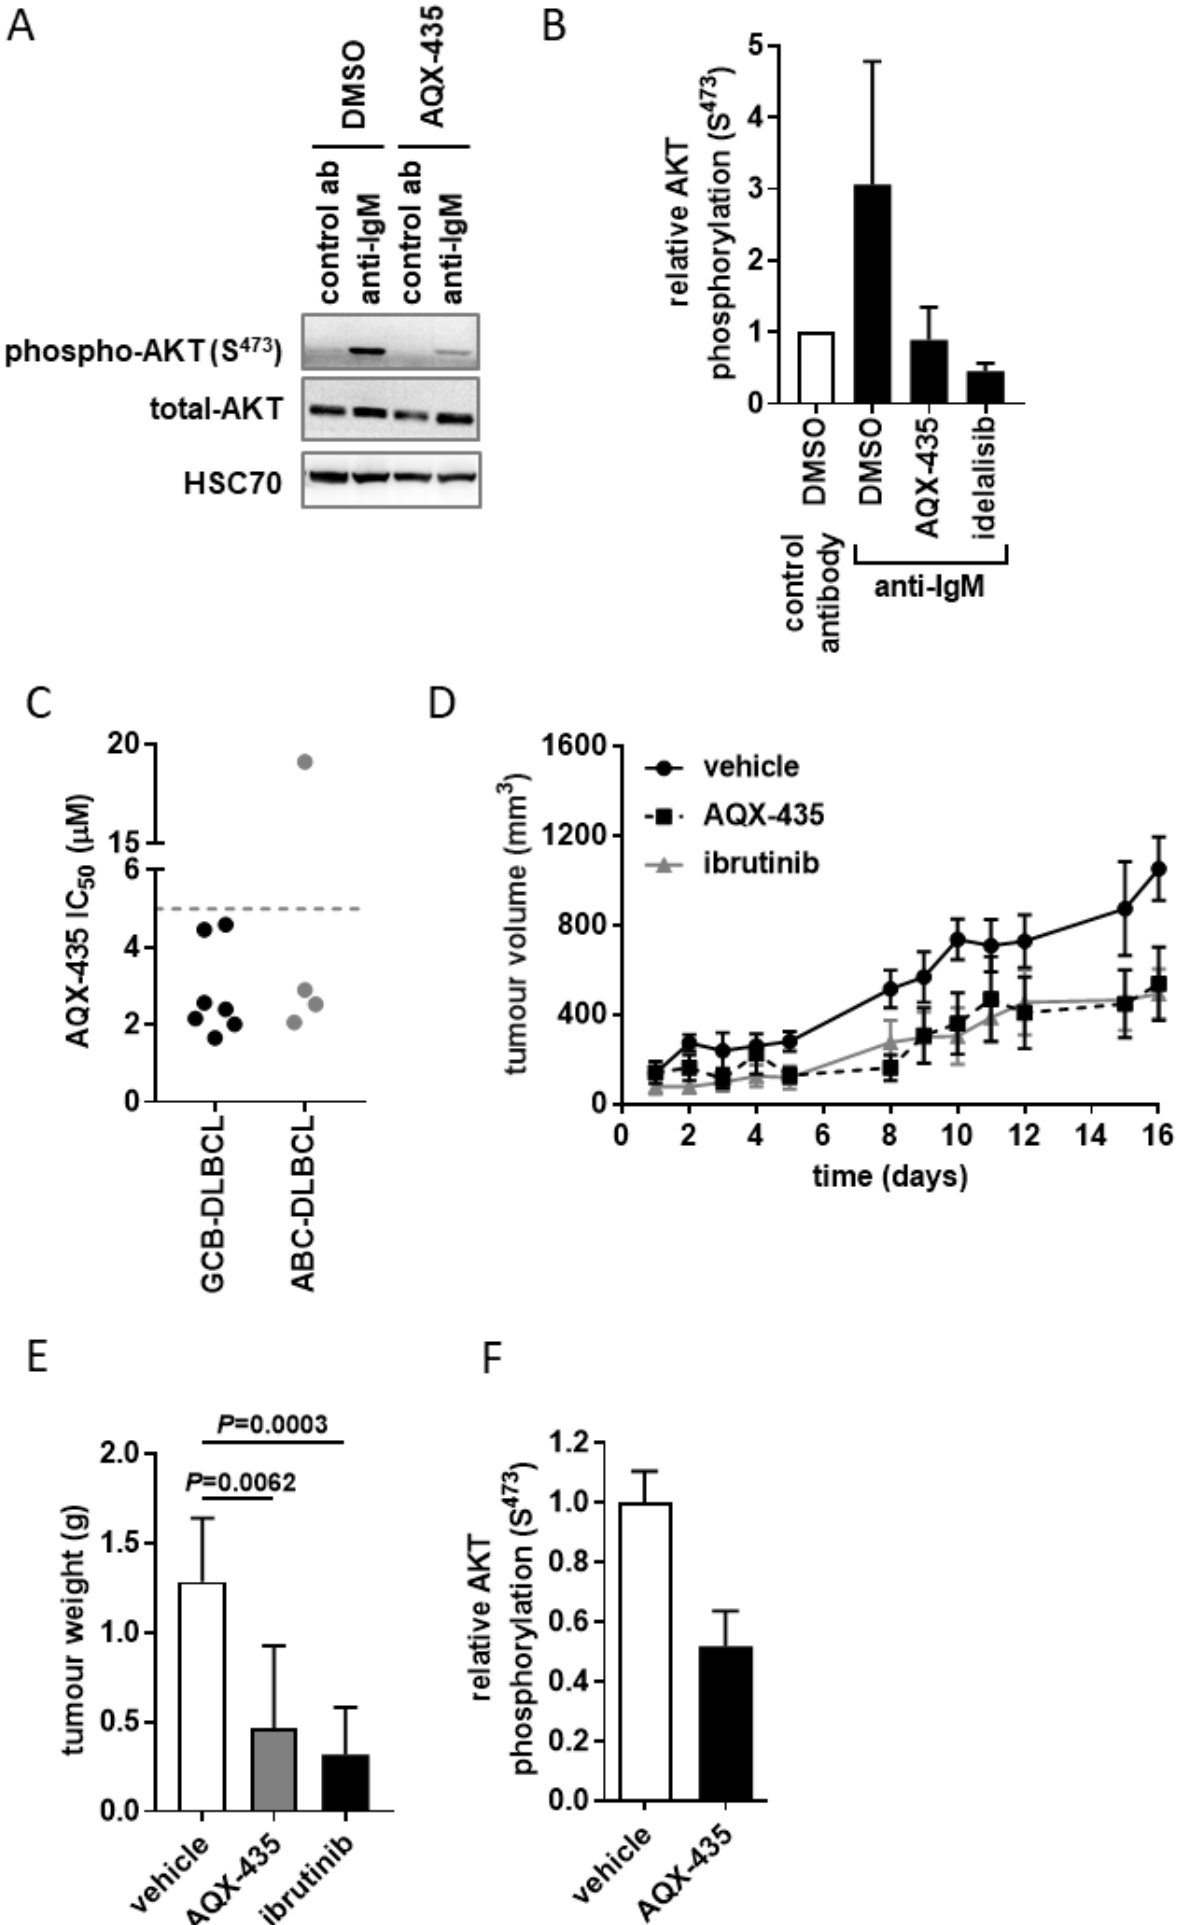 A
DMSO
AQX-435
control ab
anti-IgM
control ab
anti-IgM
phospho-AKT (S473)
total-AKT
HSC70
B
relative AKT
phosphorylation (S473)
5
4
3
2
1
0
DMSO
DMSO
AQX-435
idelalisib
control
antibody
anti-IgM
C
AQX-435 IC50 (µM)
20
15
6
4
2
0
GCB-DLBCL
ABC-DLBCL
D
tumour volume (mm3)
1600
1200
800
400
0
vehicle
AQX-435
ibrutinib
0 2 4 6 8 10 12 14 16
time (days)
E
tumour weight (g)
P=0.0003
P=0.0062
2.0
1.5
1.0
0.5
0.0
vehicle
AQX-435
ibrutinib
F
relative AKT
phosphorylation (S473)
1.2
1.0
0.8
0.6
0.4
0.2
0.0
vehicle
AQX-435